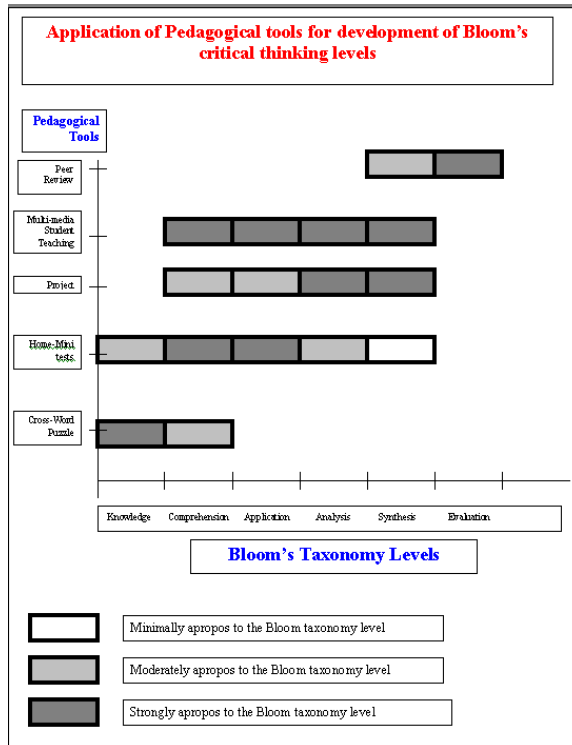 Application of Pedagogical tools for development of Bloom's
critical thinking levels
Pedagogical
Tools
Peer
Review
Multi-media
Student
Teaching
Project
Home-Mini
tests
Cross-Word
Puzzle
Knowledge Comprehension Application Analysis Synthesis Evaluation
Bloom's Taxonomy Levels
Minimally apropos to the Bloom taxonomy level
Moderately apropos to the Bloom taxonomy level
Strongly apropos to the Bloom taxonomy level